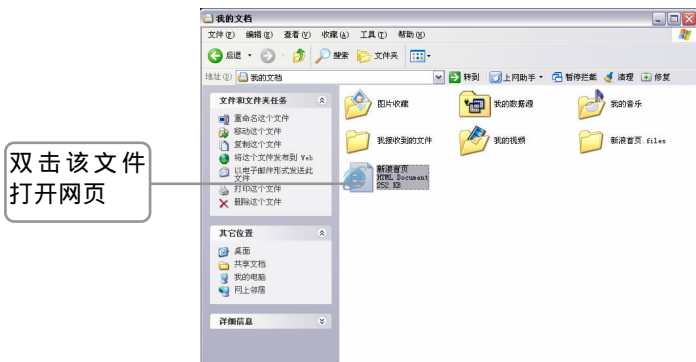 我的文档
文件(F) 编辑(E) 查看(V) 收藏(A) 工具(T) 帮助(H)
后退 搜索 文件夹
地址(D) 我的文档 转到 上网助手 暂停拦截 清理 修复
文件和文件夹任务
重命名这个文件
移动这个文件
复制这个文件
将这个文件发布到 Web
以电子邮件形式发送此
文件
打印这个文件
删除这个文件
其它位置
桌面
共享文档
我的电脑
网上邻居
详细信息
图片收藏 我的数据源 我的音乐
我接收到的文件 我的视频 新浪首页.files
新浪首页
HTML Document
252 KB
双击该文件
打开网页